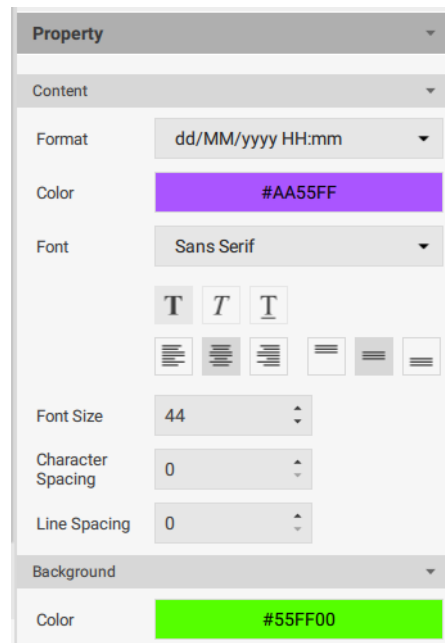 Property
Content
Format dd/MM/yyyy HH:mm
Color #AA55FF
Font Sans Serif
T T T
Font Size 44
Character
Spacing 0
Line Spacing 0
Background
Color #55FF00